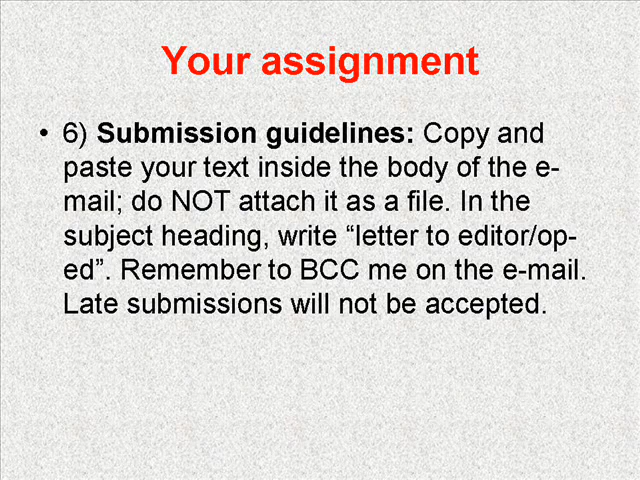 Your assignment
• 6) Submission guidelines: Copy and
paste your text inside the body of the e-
mail; do NOT attach it as a file. In the
subject heading, write “letter to editor/op-
ed”. Remember to BCC me on the e-mail.
Late submissions will not be accepted.